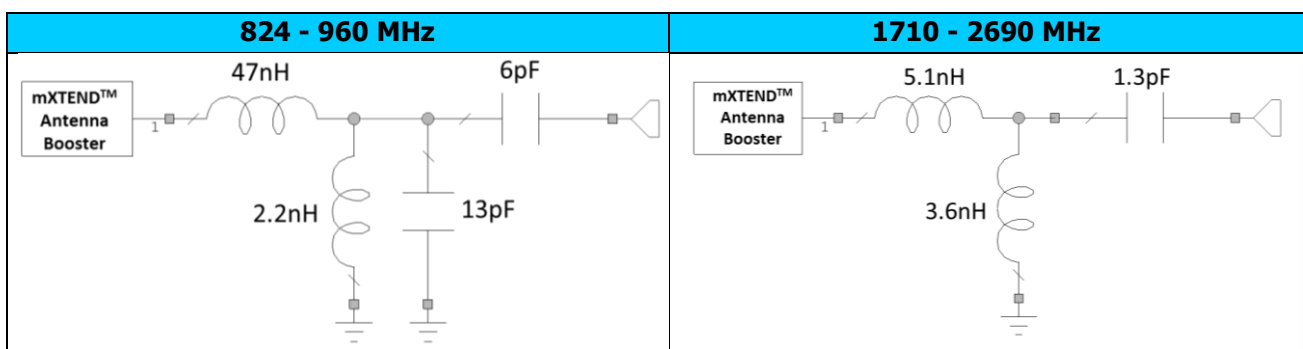 824 - 960 MHz
47nH
6pF
mXTEND™
Antenna
Booster
1
2.2nH
13pF
1710 - 2690 MHz
5.1nH
1.3pF
mXTEND™
Antenna
Booster
1
3.6nH